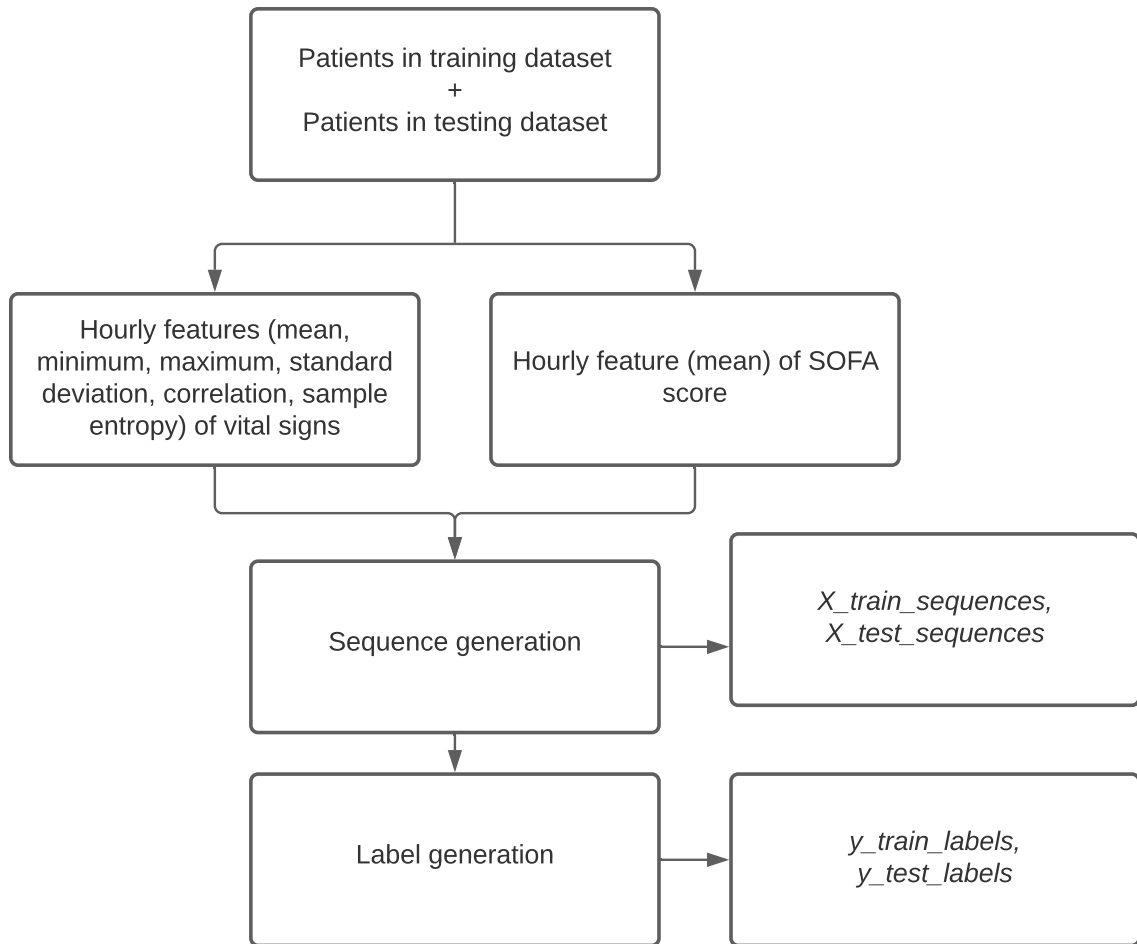 Patients in training dataset
+
Patients in testing dataset
Hourly features (mean,
minimum, maximum, standard
deviation, correlation, sample
entropy) of vital signs
Hourly feature (mean) of SOFA
score
Sequence generation
X_train_sequences,
X_test_sequences
Label generation
y_train_labels,
y_test_labels